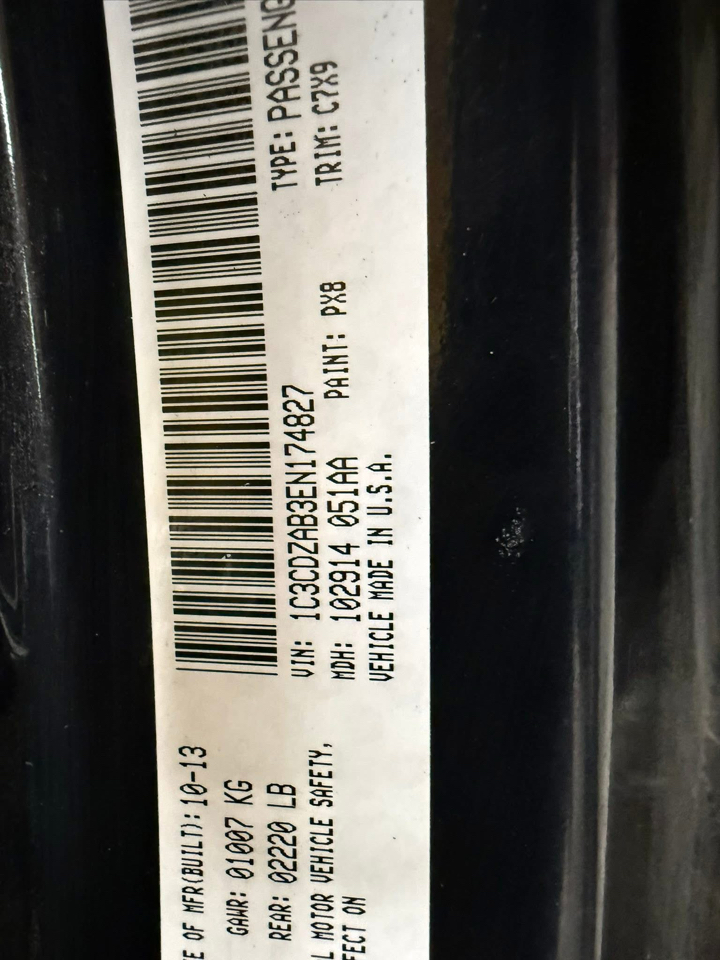 E OF MFR(BUILT): 10-13
GAWR: 01007 KG
REAR: 02220 LB
L MOTOR VEHICLE SAFETY,
FECT ON
VIN: 1C3CDZAB3EN174827
TYPE: PASSENG
MDH: 102914 051AA
PAINT: PX8
TRIM: C7X9
VEHICLE MADE IN U.S.A.